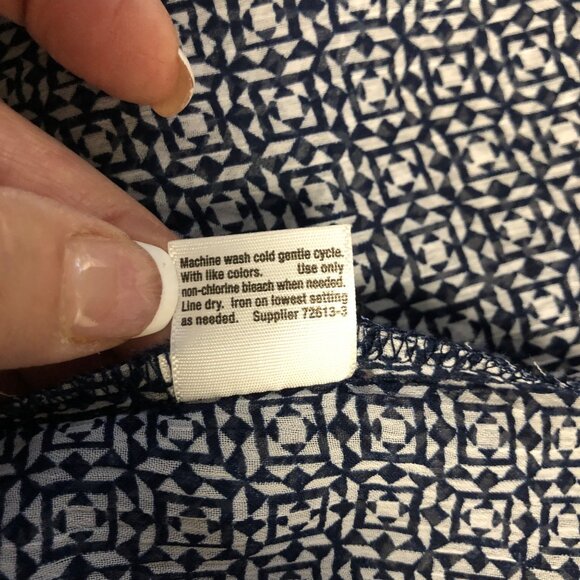 Machine wash cold gentle cycle.
With like colors. Use only
non-chlorine bleach when needed.
Line dry. Iron on lowest setting
as needed. Supplier 72613-3